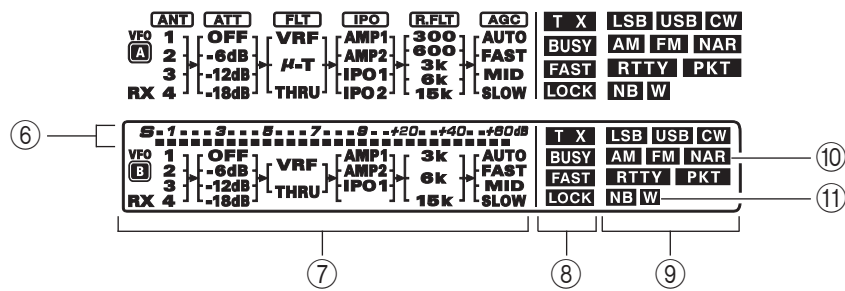 ANT ATT FLT IPO R.FLT AGC T X LSB USB CW
VFO 1 OFF VRF AMP1 300 AUTO BUSY AM FM NAR
A 2 -6dB μ-T AMP2 600 FAST FAST RTTY PKT
3 -12dB IPO1 3k MID LOCK NB W
RX 4 -18dB THRU IPO2 6k SLOW
15k
⑥ S 1 3 5 7 9 +20 +40 +60dB T X LSB USB CW
VFO 1 OFF VRF AMP1 3k AUTO BUSY AM FM NAR ⑩
B 2 -6dB THRU AMP2 6k FAST FAST RTTY PKT
3 -12dB IPO1 15k MID LOCK NB W ⑪
RX 4 -18dB SLOW
⑦ ⑧ ⑨